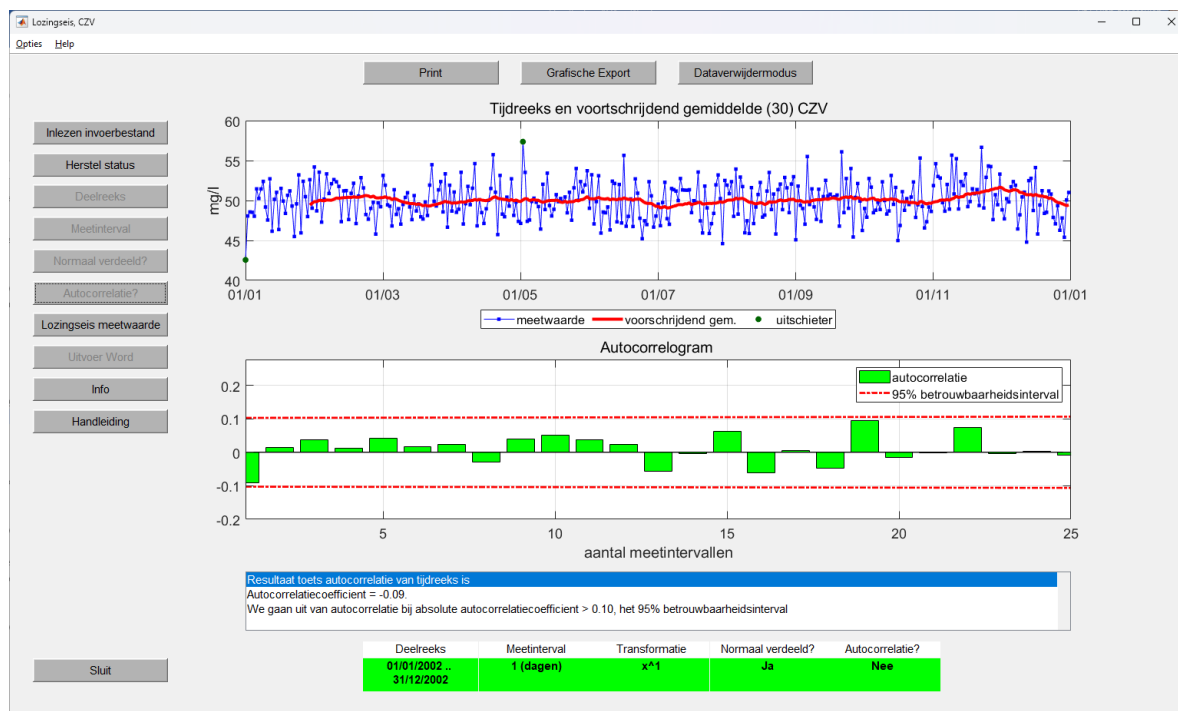 Lozingseis, CZV
Opties Help
Print Grafische Export Dataverwijdermodus
Inlezen invoerbestand
Herstel status
Deelreeks
Meetinterval
Normaal verdeeld?
Autocorrelatie?
Lozingseis meetwaarde
Uitvoer Word
Info
Handleiding
Sluit
Tijdreeks en voortschrijdend gemiddelde (30) CZV
mg/l
60
55
50
45
40
01/01 01/03 01/05 01/07 01/09 01/11 01/01
meetwaarde voorschrijdend gem. uitschieter
Autocorrelogram
autocorrelatie
95% betrouwbaarheidsinterval
0.2
0.1
0
-0.1
-0.2
5 10 15 20 25
aantal meetintervallen
Resultaat toets autocorrelatie van tijdreeks is
Autocorrelatiecoefficient = -0.09.
We gaan uit van autocorrelatie bij absolute autocorrelatiecoefficient > 0.10, het 95% betrouwbaarheidsinterval
Deelreeks Meetinterval Transformatie Normaal verdeeld? Autocorrelatie?
01/01/2002 .. 1 (dagen) x^1 Ja Nee
31/12/2002